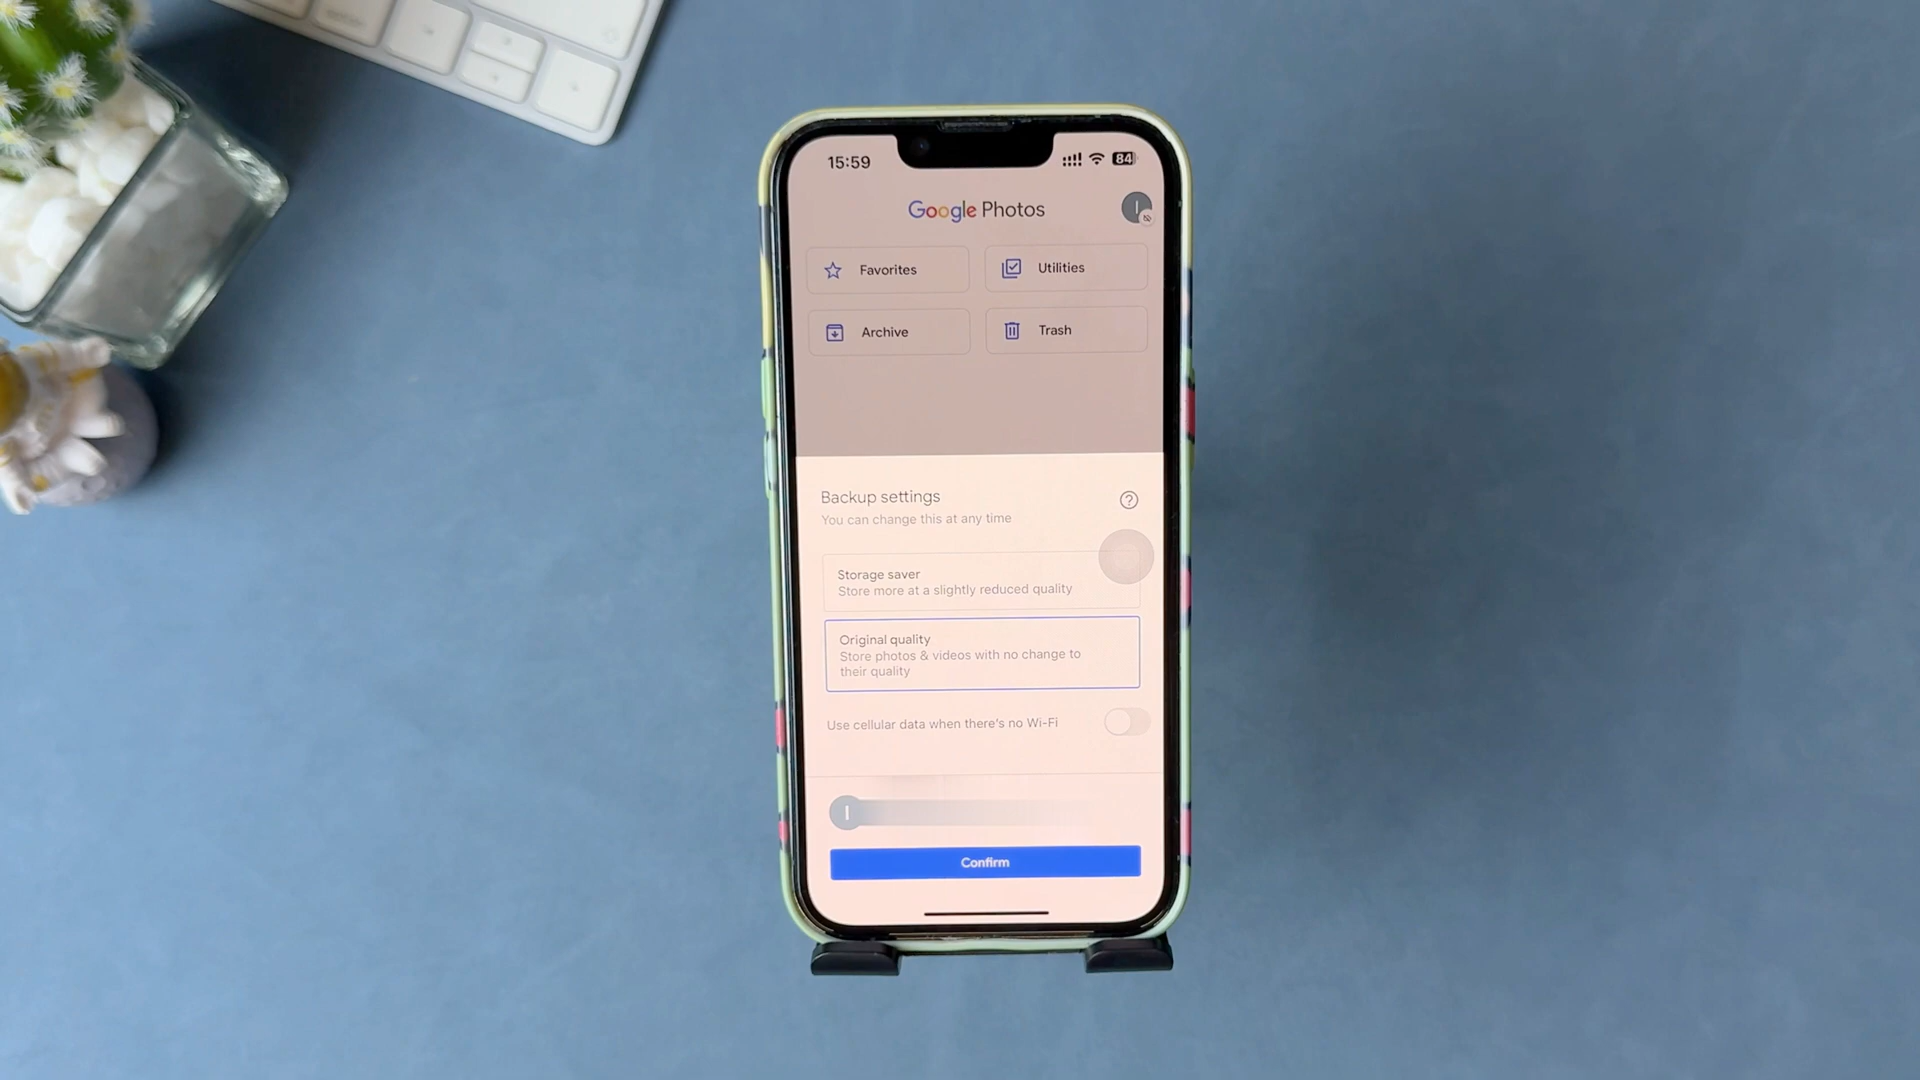 15:59
84
Google Photos
I
Favorites
Utilities
Archive
Trash
Backup settings
You can change this at any time
Storage saver
Store more at a slightly reduced quality
Original quality
Store photos & videos with no change to
their quality
Use cellular data when there's no Wi-Fi
I
Confirm